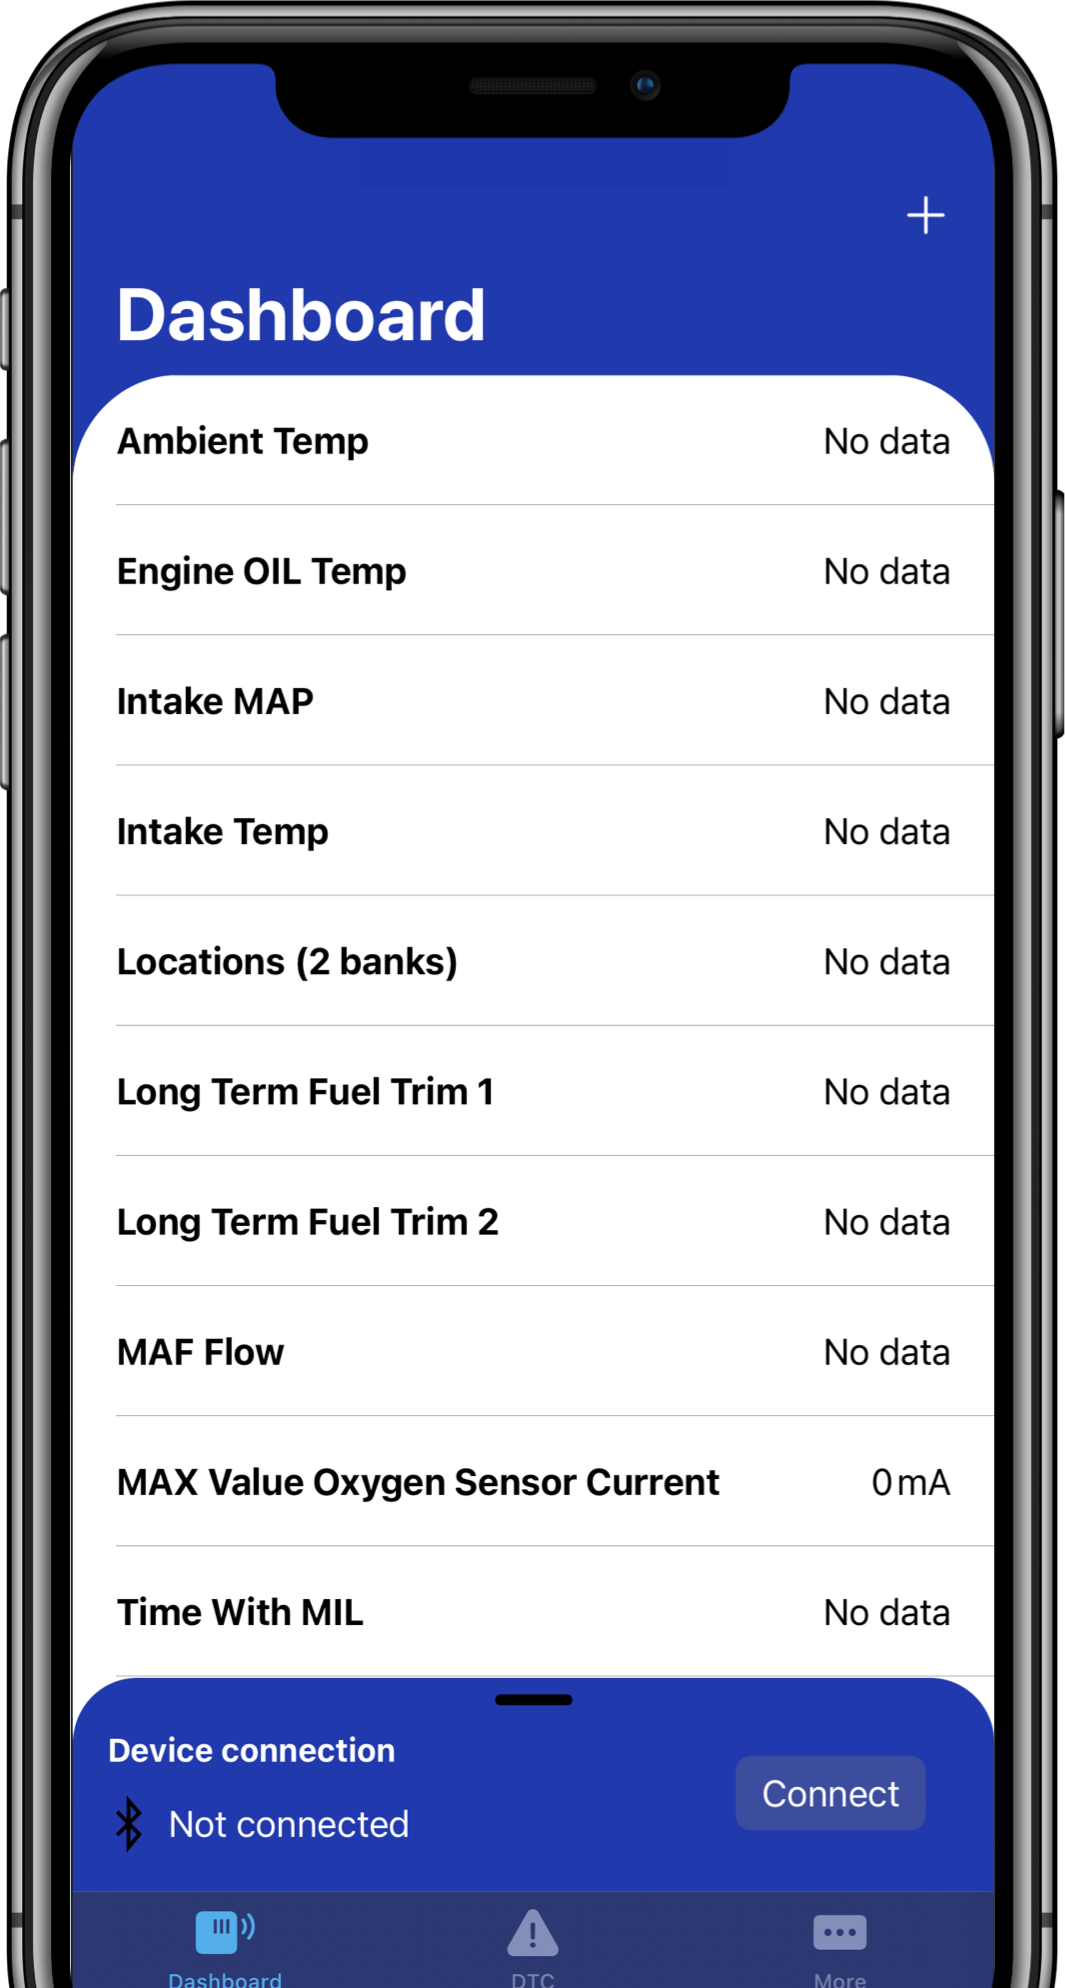 Dashboard
Ambient Temp No data
Engine OIL Temp No data
Intake MAP No data
Intake Temp No data
Locations (2 banks) No data
Long Term Fuel Trim 1 No data
Long Term Fuel Trim 2 No data
MAF Flow No data
MAX Value Oxygen Sensor Current 0 mA
Time With MIL No data
Device connection
Not connected
Connect
Dashboard DTC More